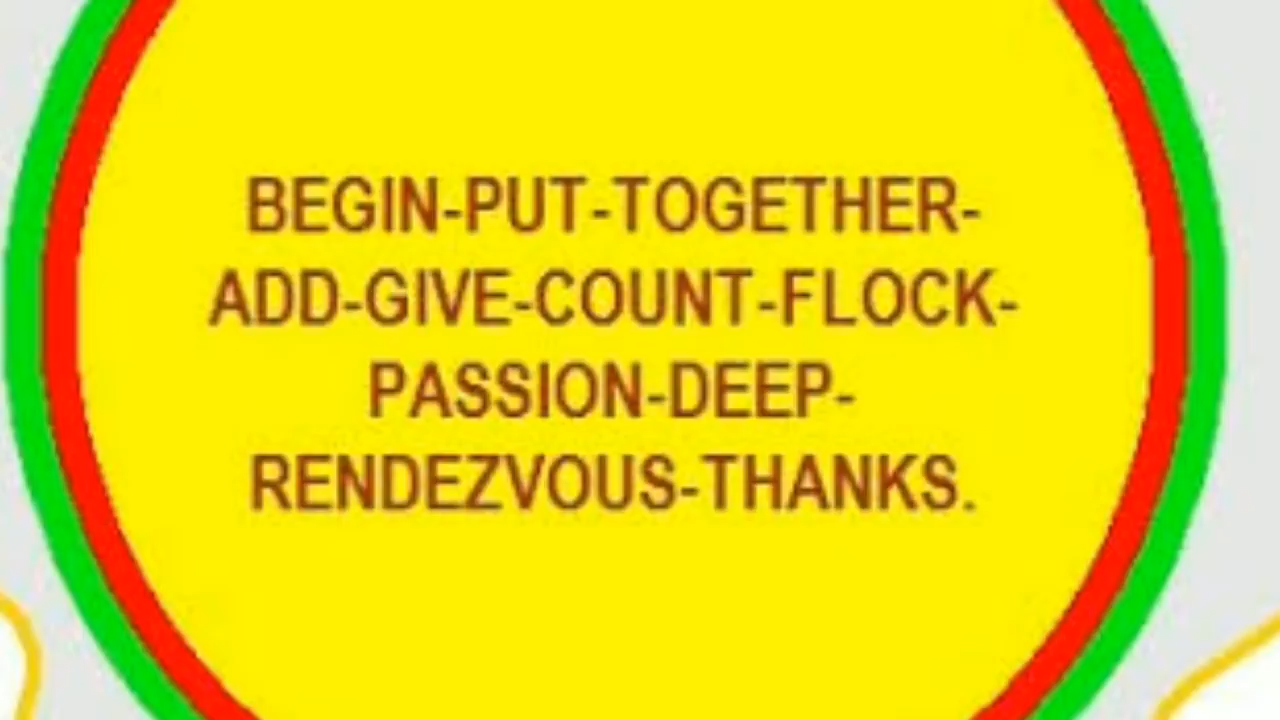 BEGIN-PUT-TOGETHER-
ADD-GIVE-COUNT-FLOCK-
PASSION-DEEP-
RENDEZVOUS-THANKS.